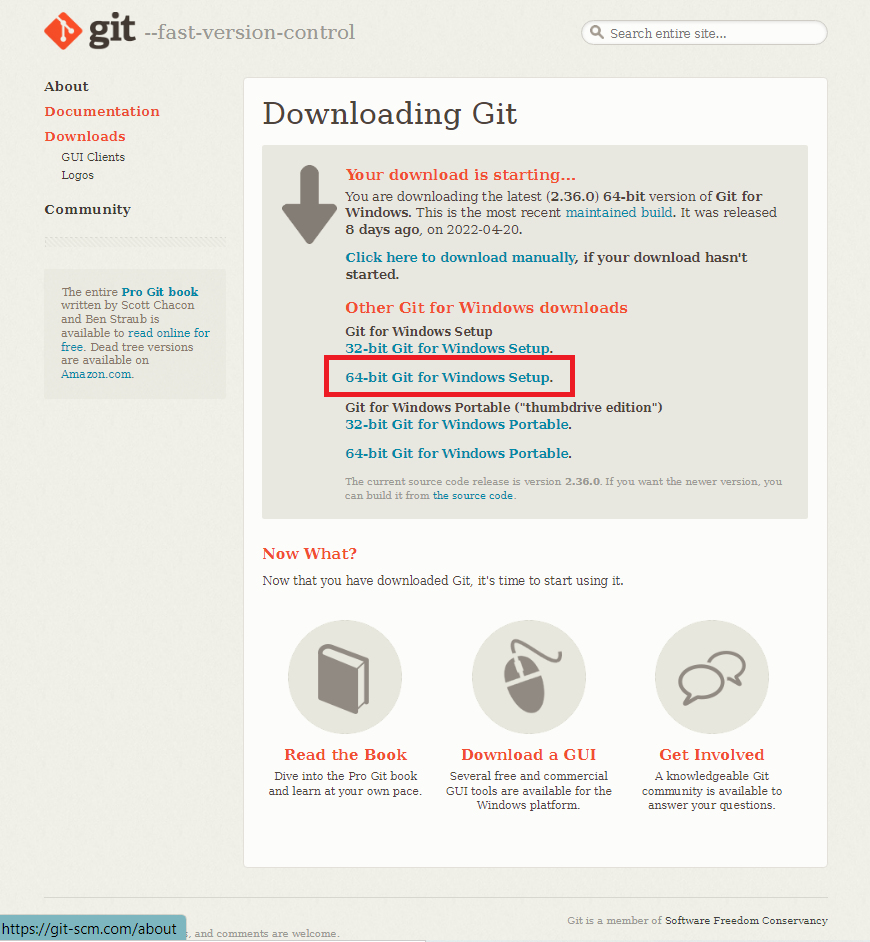 git --fast-version-control
Search entire site...
About
Documentation
Downloads
GUI Clients
Logos
Community
The entire Pro Git book
written by Scott Chacon
and Ben Straub is
available to read online for
free. Dead tree versions
are available on
Amazon.com.
Downloading Git
Your download is starting...
You are downloading the latest (2.36.0) 64-bit version of Git for
Windows. This is the most recent maintained build. It was released
8 days ago, on 2022-04-20.
Click here to download manually, if your download hasn't
started.
Other Git for Windows downloads
Git for Windows Setup
32-bit Git for Windows Setup.
64-bit Git for Windows Setup.
Git for Windows Portable ("thumbdrive edition")
32-bit Git for Windows Portable.
64-bit Git for Windows Portable.
The current source code release is version 2.36.0. If you want the newer version, you
can build it from the source code.
Now What?
Now that you have downloaded Git, it's time to start using it.
Read the Book
Dive into the Pro Git book
and learn at your own pace.
Download a GUI
Several free and commercial
GUI tools are available for the
Windows platform.
Get Involved
A knowledgeable Git
community is available to
answer your questions.
https://git-scm.com/about
, and comments are welcome.
Git is a member of Software Freedom Conservancy